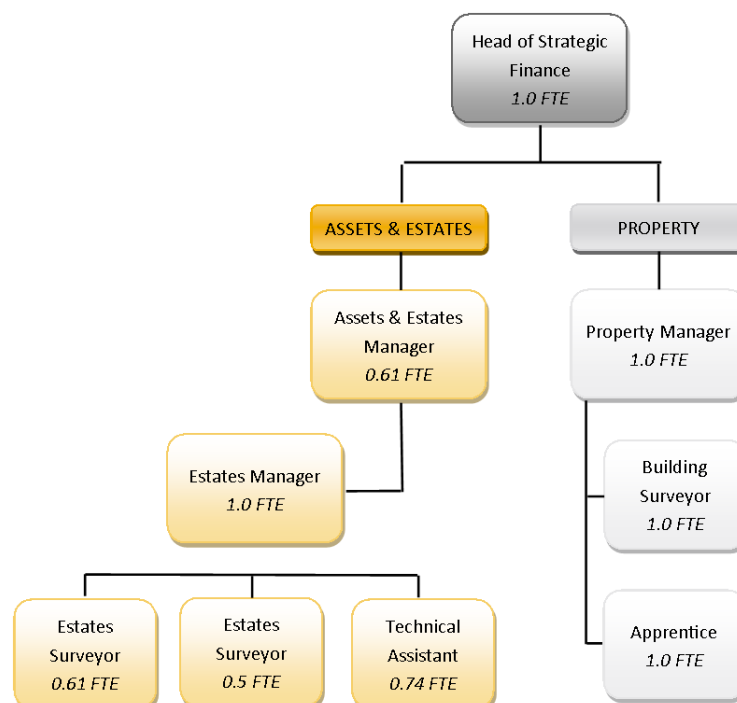 Head of Strategic
Finance
1.0 FTE
ASSETS & ESTATES
PROPERTY
Assets & Estates
Manager
0.61 FTE
Property Manager
1.0 FTE
Estates Manager
1.0 FTE
Building
Surveyor
1.0 FTE
Estates
Surveyor
0.61 FTE
Estates
Surveyor
0.5 FTE
Technical
Assistant
0.74 FTE
Apprentice
1.0 FTE